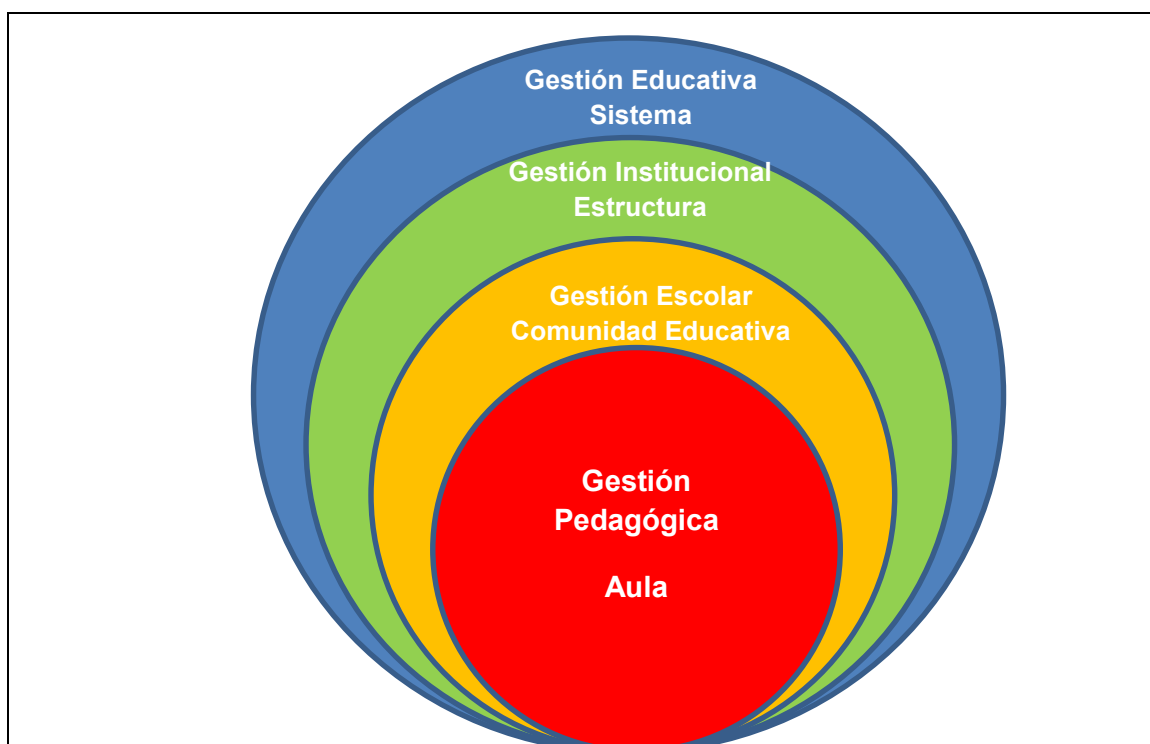 Gestión Educativa
Sistema
Gestión Institucional
Estructura
Gestión Escolar
Comunidad Educativa
Gestión
Pedagógica
Aula